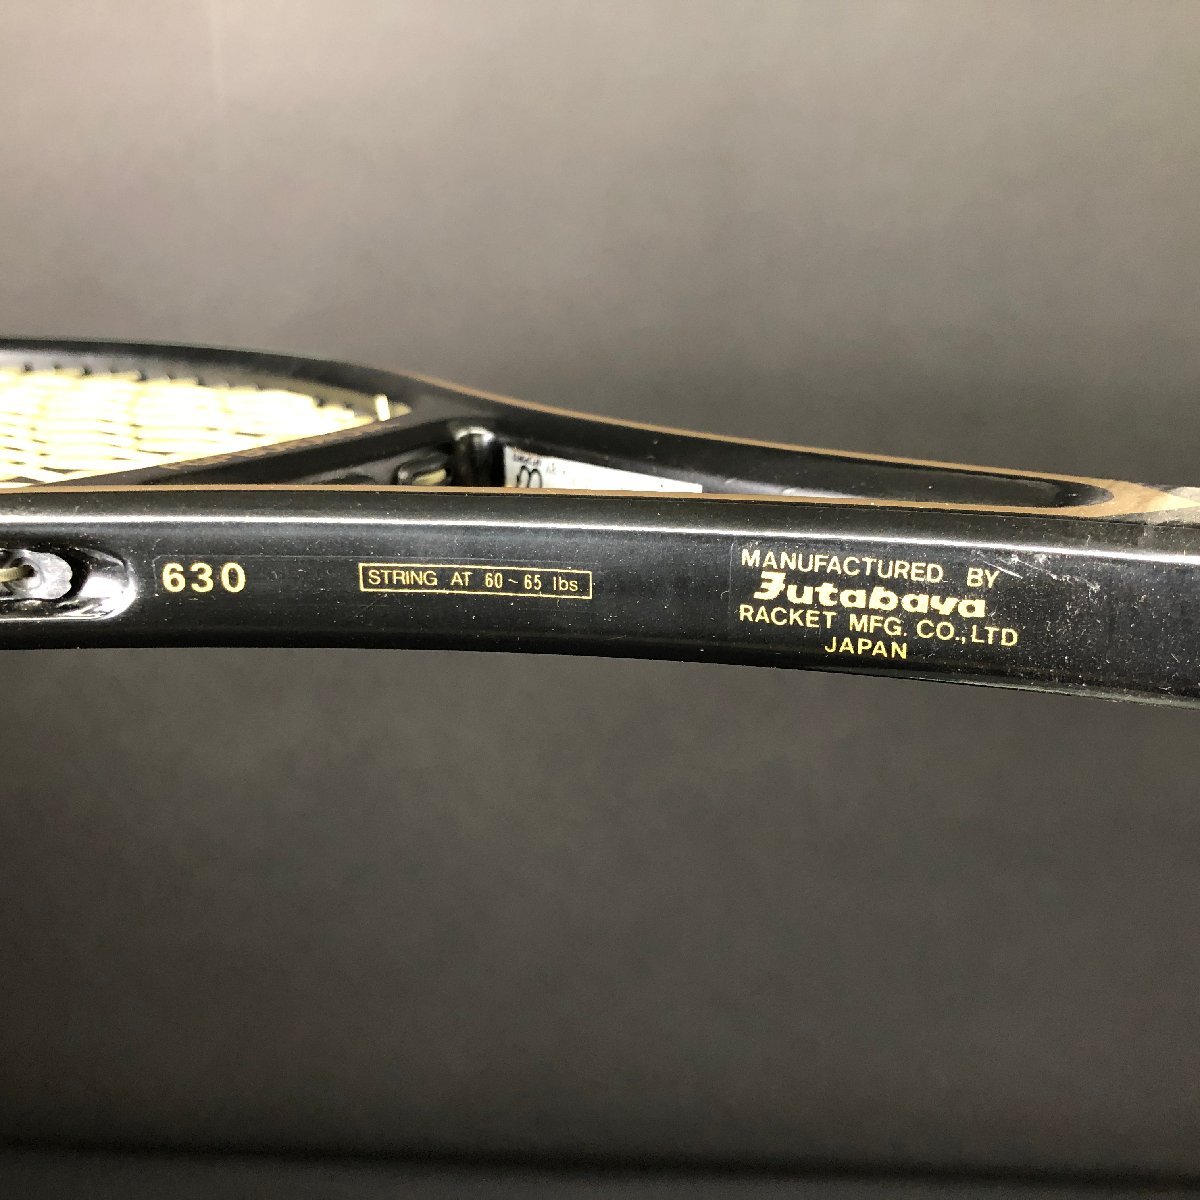 630
STRING AT 60~65 lbs.
MANUFACTURED BY
Futabaya
RACKET MFG. CO.,LTD
JAPAN